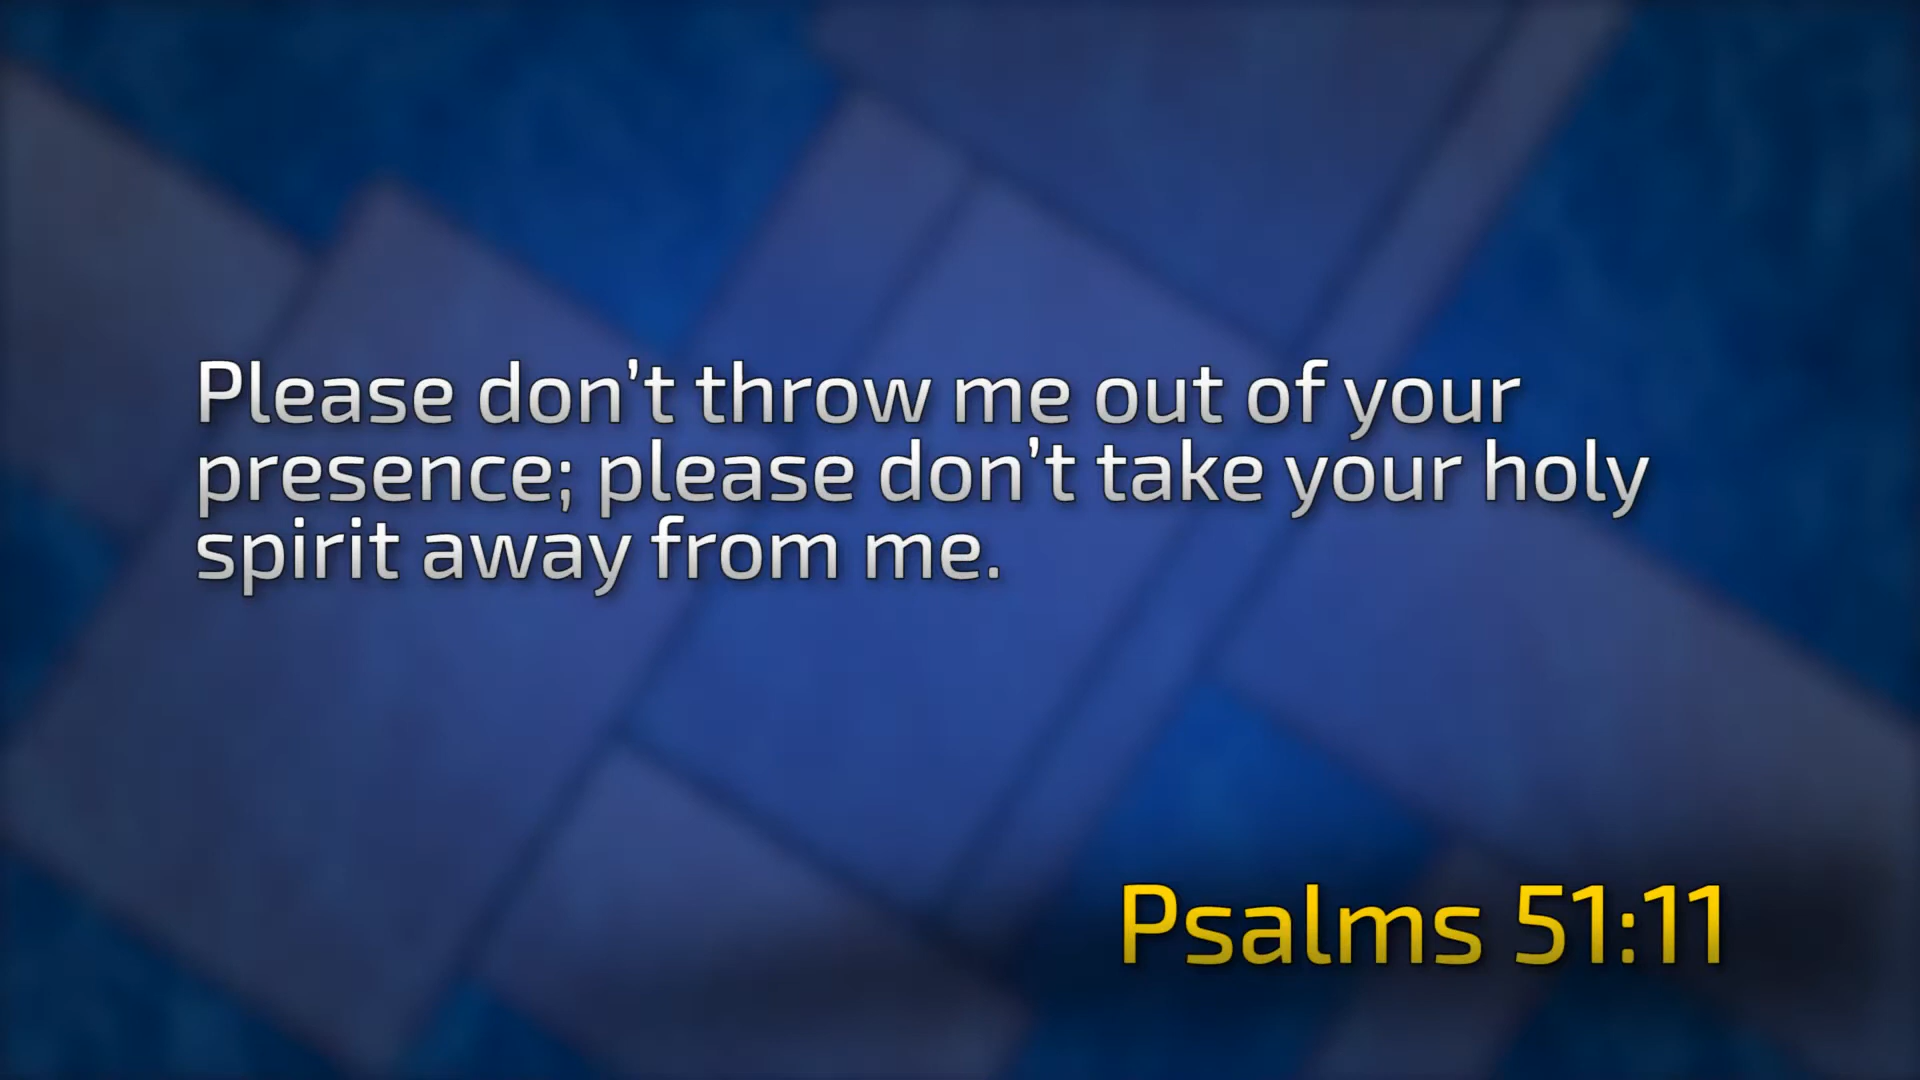 Please don’t throw me out of your
presence; please don’t take your holy
spirit away from me.
Psalms 51:11